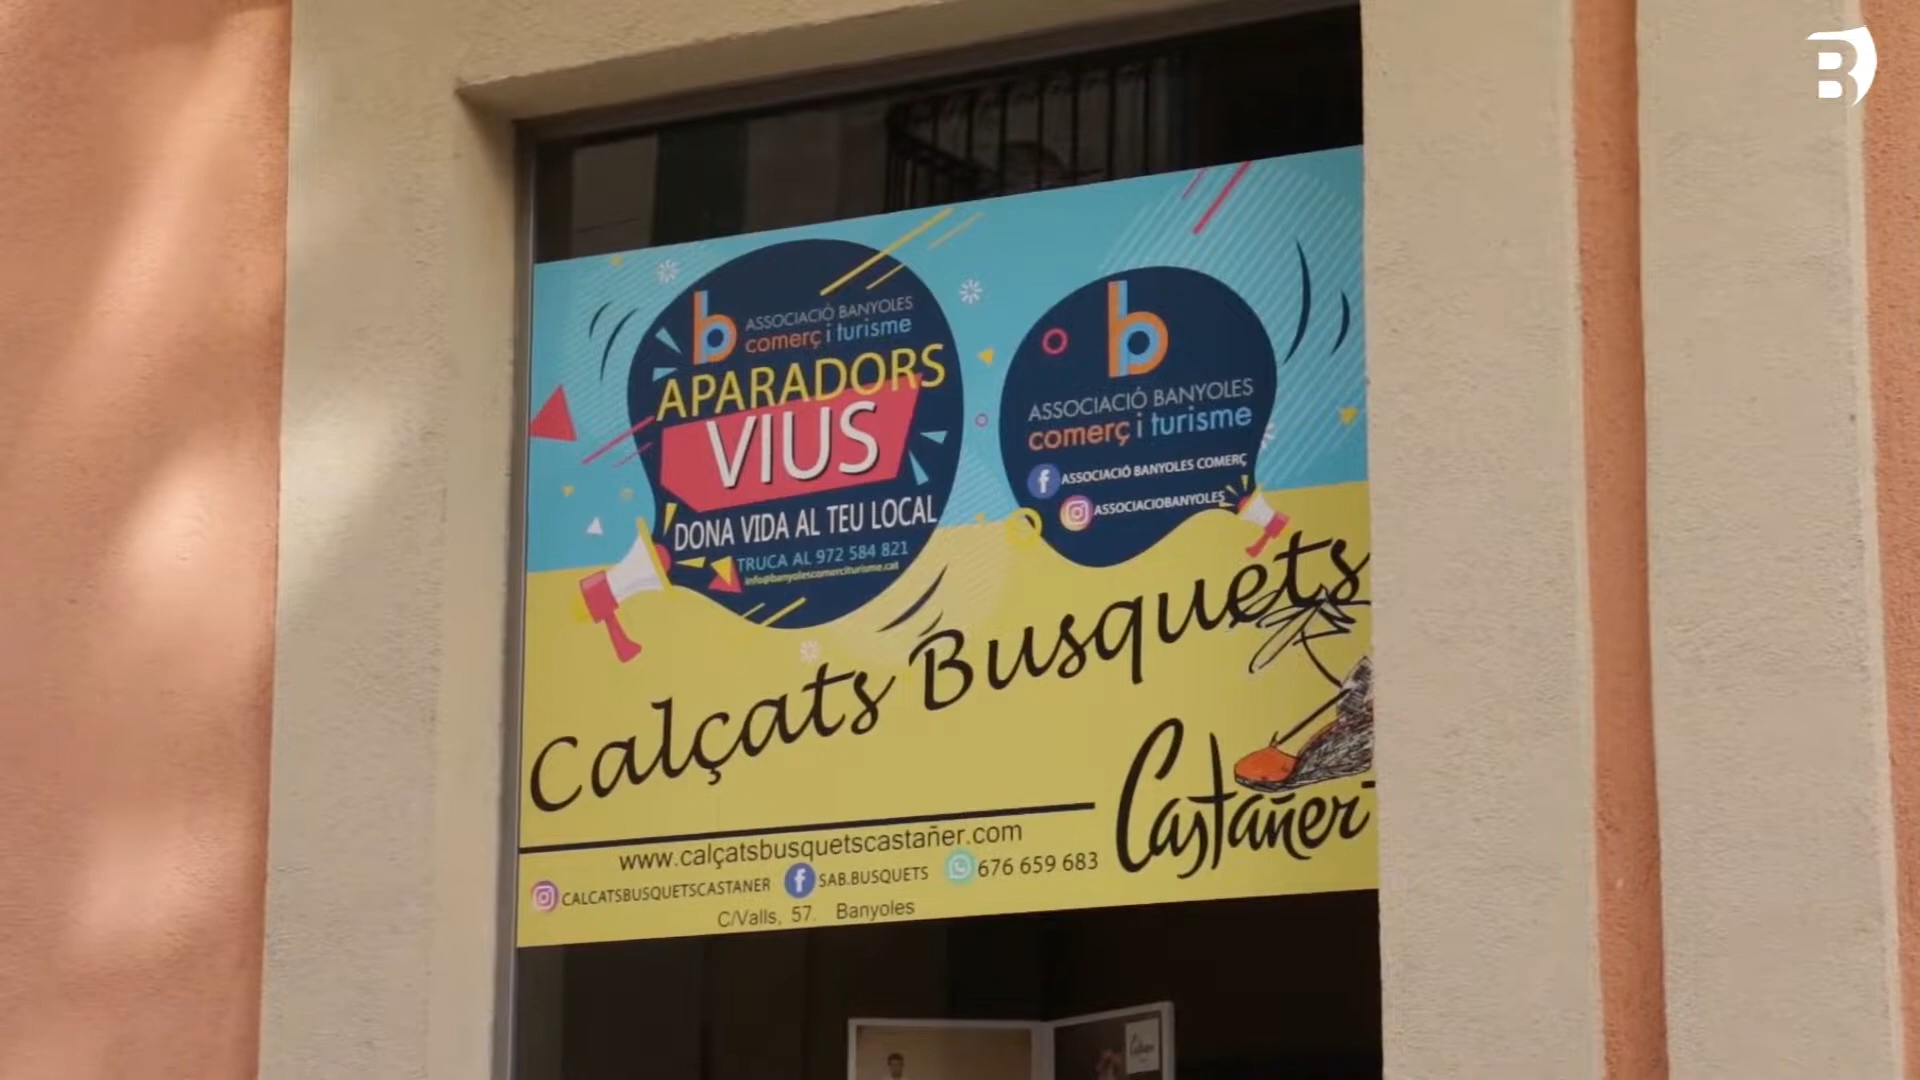 B
b ASSOCIACIÓ BANYOLES
comerç i turisme
APARADORS
VIUS
DONA VIDA AL TEU LOCAL
TRUCA AL 972 584 821
info@banyolescomerciturisme.cat
b
ASSOCIACIÓ BANYOLES
comerç i turisme
ASSOCIACIÓ BANYOLES COMERÇ
ASSOCIACIOBANYOLES
Calçats Busquets
Castañer
www.calçatsbusquetscastañer.com
CALCATSBUSQUETSCASTANER SAB.BUSQUETS 676 659 683
C/Valls, 57. Banyoles